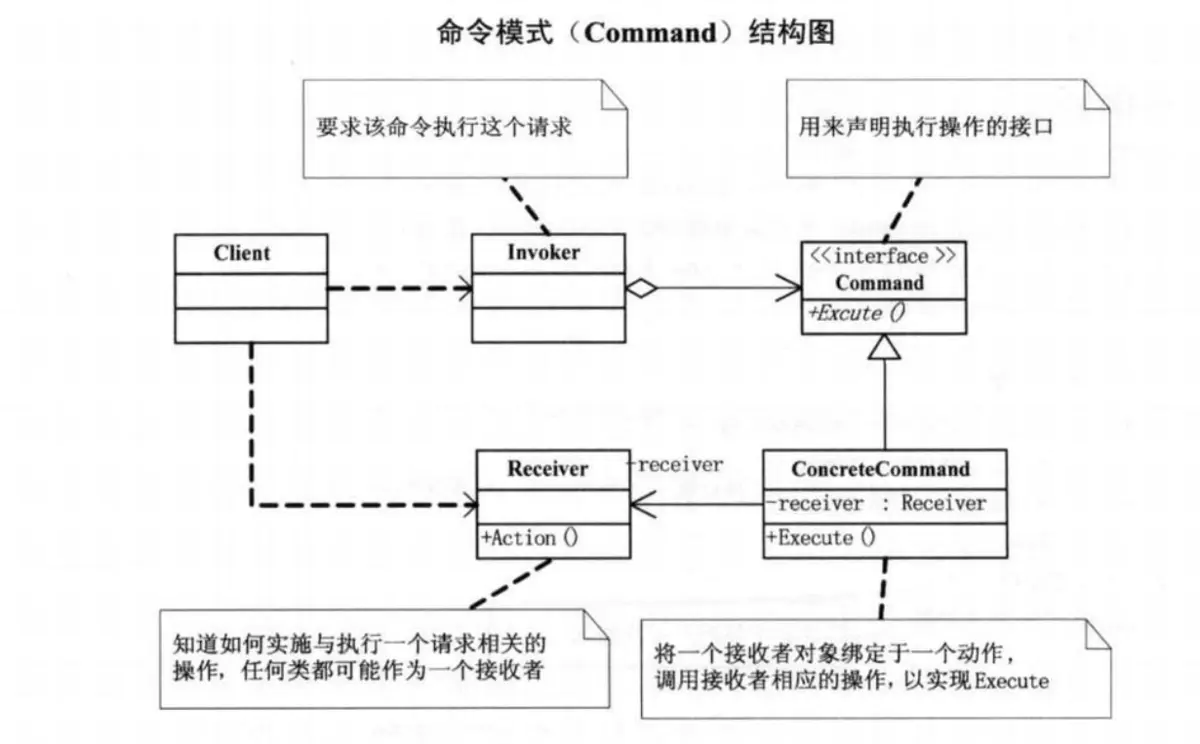 命令模式（Command）结构图
要求该命令执行这个请求
用来声明执行操作的接口
Client
Invoker
<<interface>>
Command
+Excute()
Receiver
-receiver
ConcreteCommand
-receiver : Receiver
+Action()
+Execute()
知道如何实施与执行一个请求相关的
操作，任何类都可能作为一个接收者
将一个接收者对象绑定于一个动作，
调用接收者相应的操作，以实现Execute